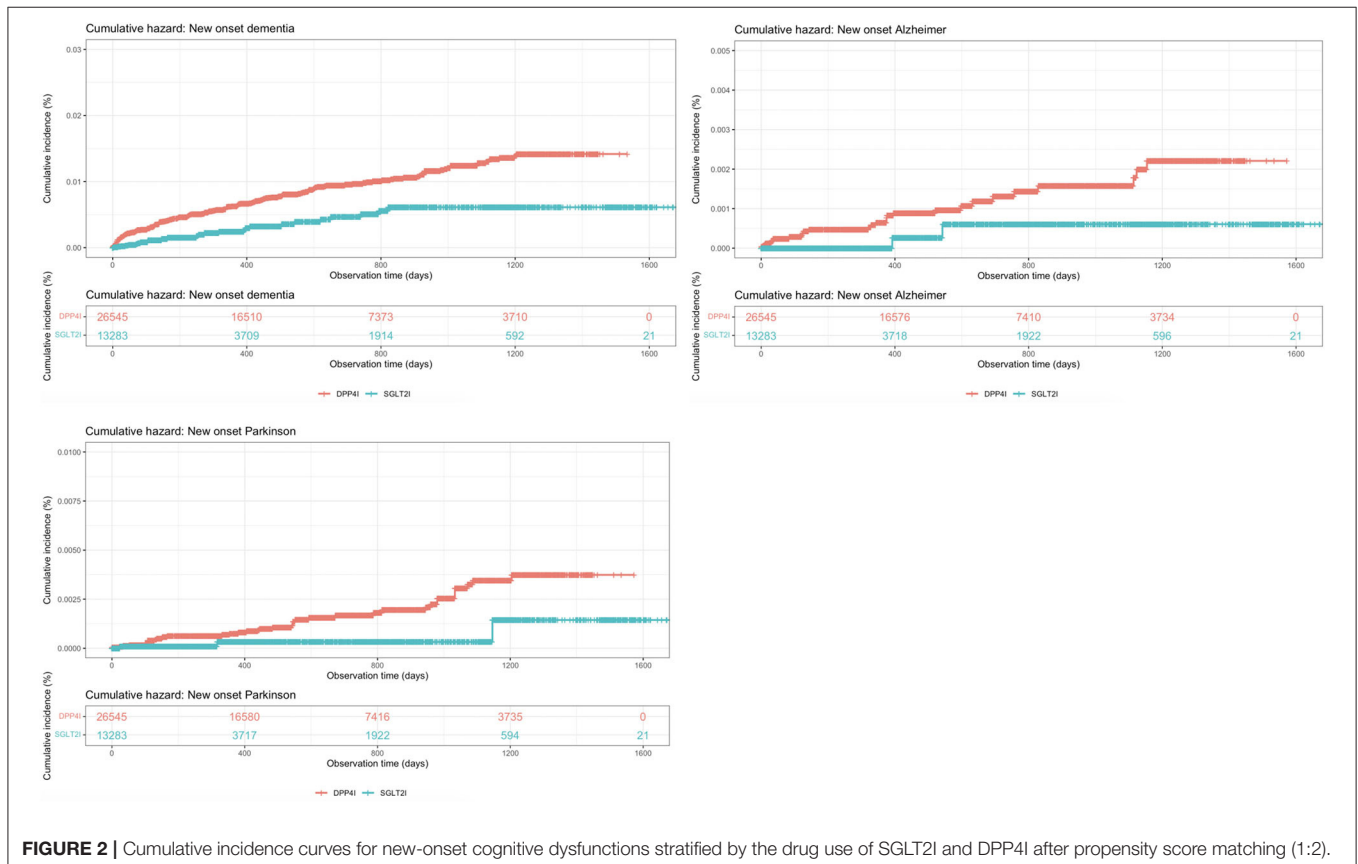 Cumulative hazard: New onset dementia
Cumulative incidence (%)
0.03
0.02
0.01
0.00
0 400 800 1200 1600
Observation time (days)
Cumulative hazard: New onset dementia
Cumulative incidence (%)
DPP4I 26545 16510 7373 3710 0
SGLT2I 13283 3709 1914 592 21
0 400 800 1200 1600
Observation time (days)
DPP4I SGLT2I
Cumulative hazard: New onset Alzheimer
Cumulative incidence (%)
0.005
0.004
0.003
0.002
0.001
0.000
0 400 800 1200 1600
Observation time (days)
Cumulative hazard: New onset Alzheimer
Cumulative incidence (%)
DPP4I 26545 16576 7410 3734 0
SGLT2I 13283 3718 1922 596 21
0 400 800 1200 1600
Observation time (days)
DPP4I SGLT2I
Cumulative hazard: New onset Parkinson
Cumulative incidence (%)
0.0100
0.0075
0.0050
0.0025
0.0000
0 400 800 1200 1600
Observation time (days)
Cumulative hazard: New onset Parkinson
Cumulative incidence (%)
DPP4I 26545 16580 7416 3735 0
SGLT2I 13283 3717 1922 594 21
0 400 800 1200 1600
Observation time (days)
DPP4I SGLT2I
FIGURE 2 | Cumulative incidence curves for new-onset cognitive dysfunctions stratified by the drug use of SGLT2I and DPP4I after propensity score matching (1:2).